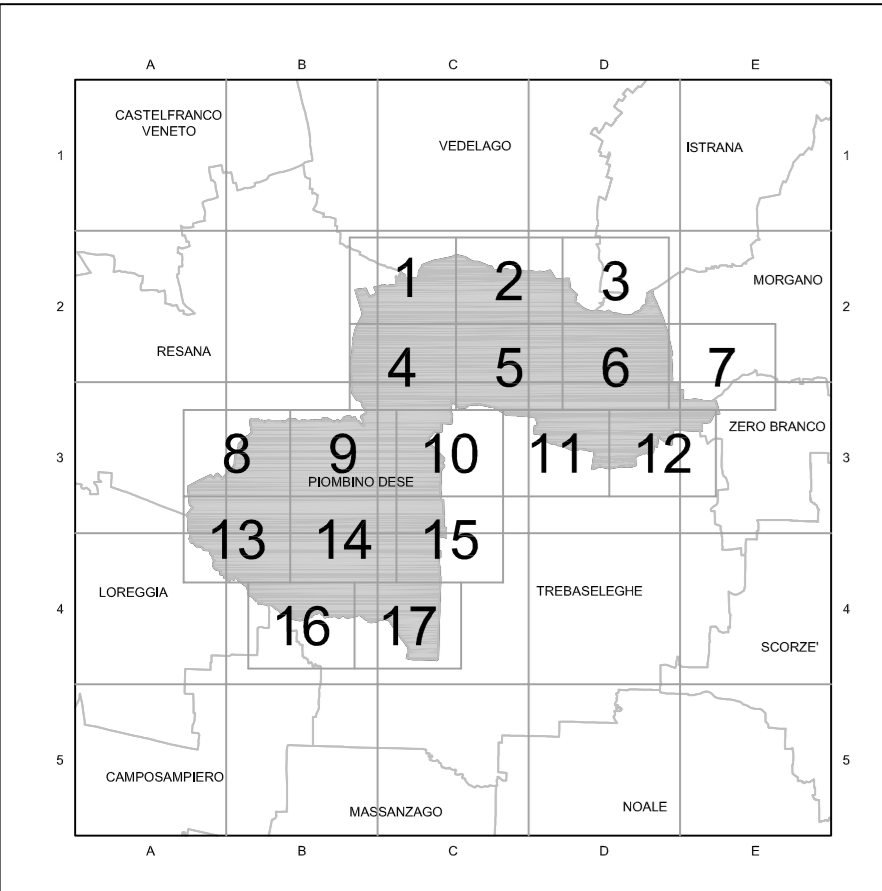 A B C D E
CASTELFRANCO
VENETO
VEDELAGO
ISTRANA
1 1
1 2 3
MORGANO
2 2
RESANA
4 5 6 7
ZERO BRANCO
8 9 10 11 12
3 3
PIOMBINO DESE
13 14 15
LOREGGIA
TREBASELEGHE
4 4
16 17
SCORZE'
5 5
CAMPOSAMPIERO
MASSANZAGO
NOALE
A B C D E